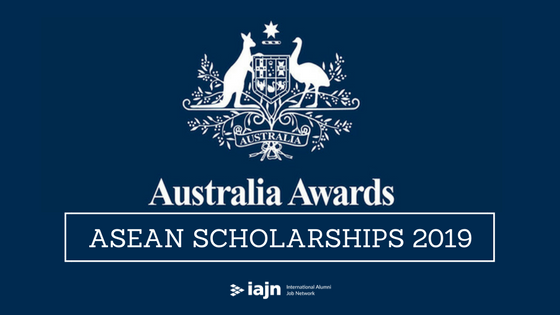 AUSTRALIA
Australia Awards
ASEAN SCHOLARSHIPS 2019
iajn
International Alumni
Job Network